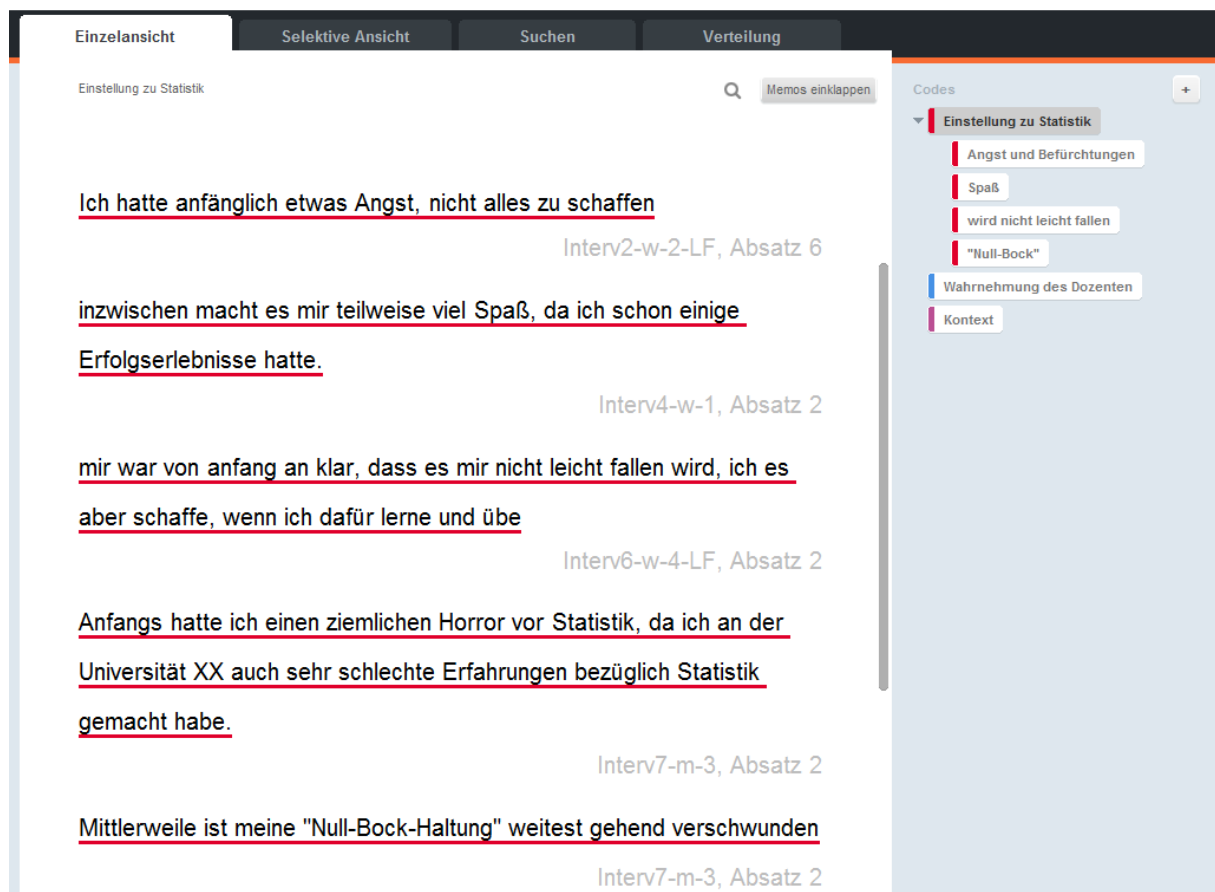 Einzelansicht
Selektive Ansicht
Suchen
Verteilung
Einstellung zu Statistik
Memos einklappen
Ich hatte anfänglich etwas Angst, nicht alles zu schaffen
Interv2-w-2-LF, Absatz 6
inzwischen macht es mir teilweise viel Spaß, da ich schon einige
Erfolgserlebnisse hatte.
Interv4-w-1, Absatz 2
mir war von anfang an klar, dass es mir nicht leicht fallen wird, ich es
aber schaffe, wenn ich dafür lerne und übe
Interv6-w-4-LF, Absatz 2
Anfangs hatte ich einen ziemlichen Horror vor Statistik, da ich an der
Universität XX auch sehr schlechte Erfahrungen bezüglich Statistik
gemacht habe.
Interv7-m-3, Absatz 2
Mittlerweile ist meine "Null-Bock-Haltung" weitest gehend verschwunden
Interv7-m-3, Absatz 2
Codes
+
Einstellung zu Statistik
Angst und Befürchtungen
Spaß
wird nicht leicht fallen
"Null-Bock"
Wahrnehmung des Dozenten
Kontext